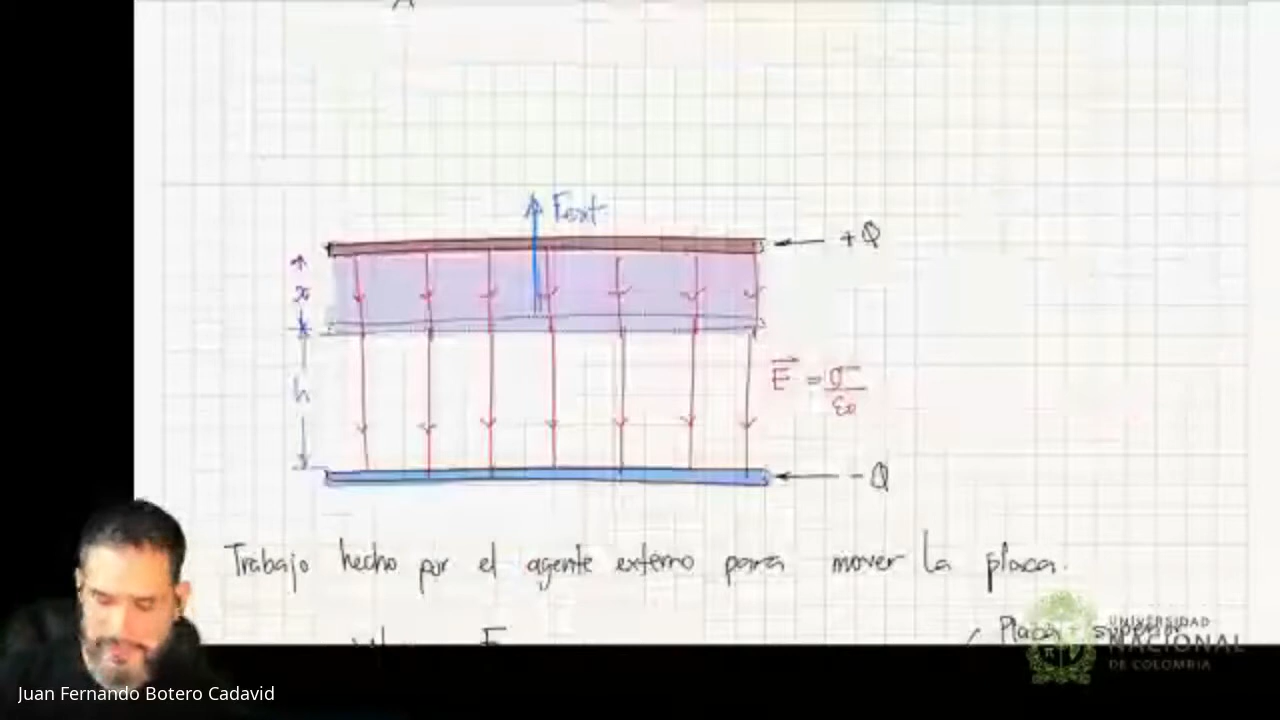 Fext
+Q
x
h
E = σ
ε0
-Q
Trabajo hecho por el agente externo para mover la placa.
Placa superior
UNIVERSIDAD
NACIONAL
DE COLOMBIA
Juan Fernando Botero Cadavid